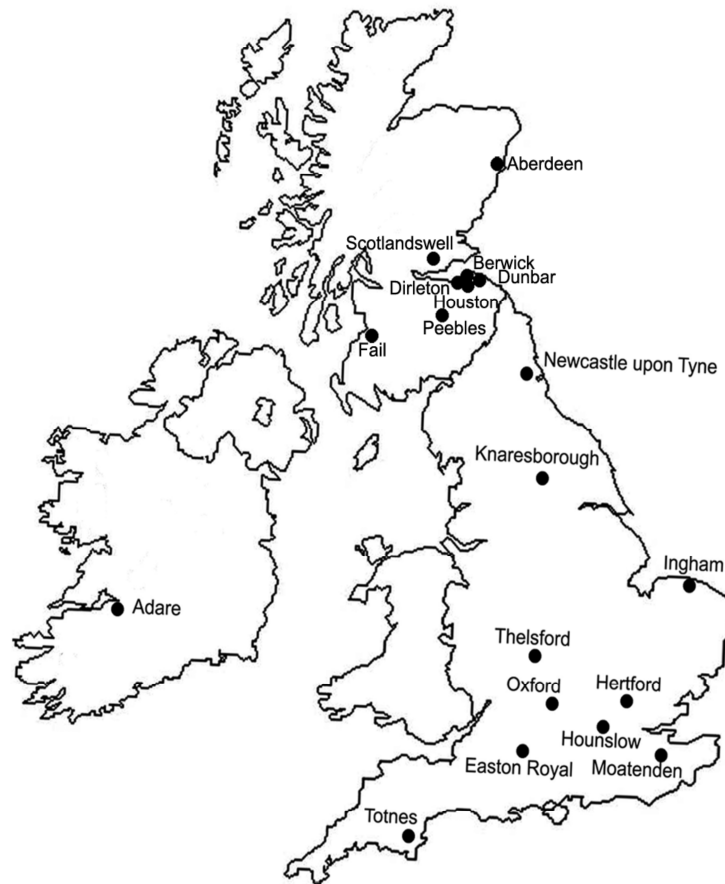 Aberdeen
Scotlandswell
Berwick
Dunbar
Dirleton
Houston
Peebles
Fail
Newcastle upon Tyne
Knaresborough
Ingham
Adare
Thelsford
Oxford
Hertford
Hounslow
Easton Royal
Moatenden
Totnes